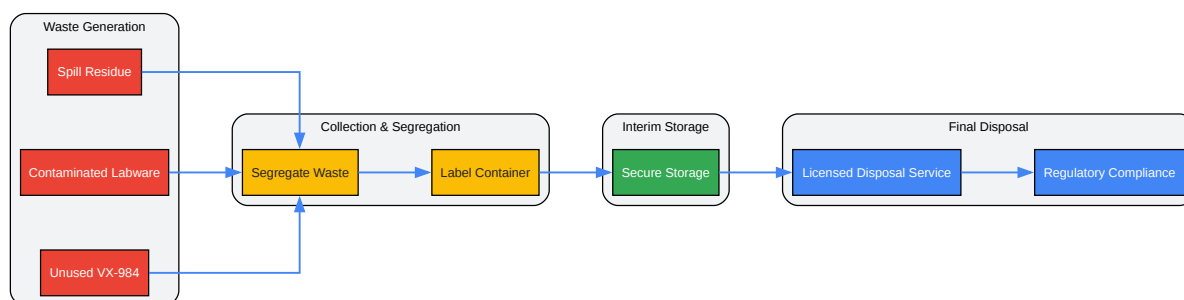 Waste Generation
Spill Residue
Contaminated Labware
Unused VX-984
Collection & Segregation
Segregate Waste
Label Container
Interim Storage
Secure Storage
Final Disposal
Licensed Disposal Service
Regulatory Compliance